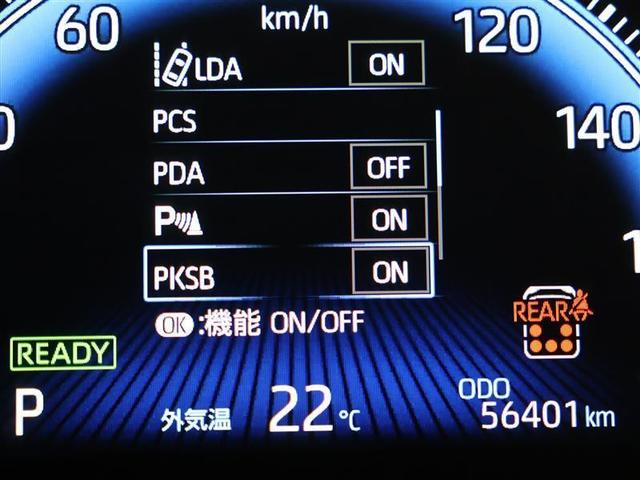 60
km/h
120
140
LDA ON
PCS
PDA OFF
P ON
PKSB ON
OK :機能 ON/OFF
REAR
READY
P
外気温 22 ℃
ODO
56401 km